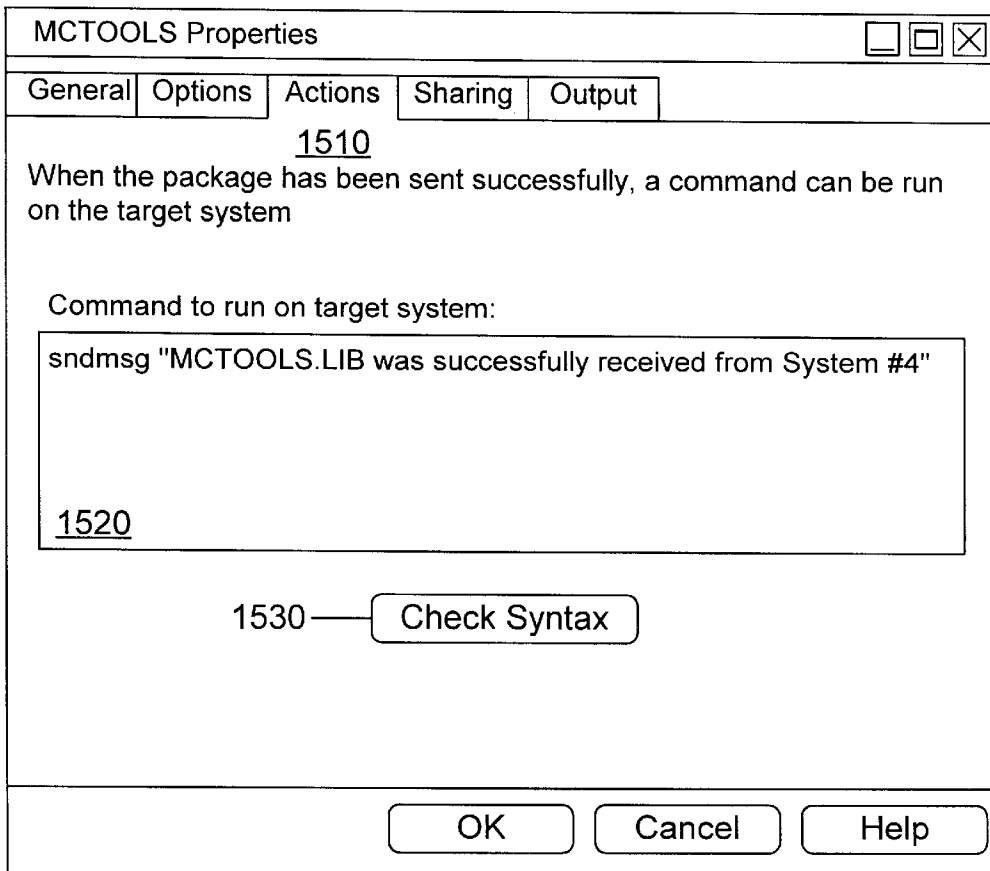 MCTOOLS Properties
General Options Actions Sharing Output
1510
When the package has been sent successfully, a command can be run
on the target system
Command to run on target system:
sndmsg "MCTOOLS.LIB was successfully received from System #4"
1520
1530 Check Syntax
OK Cancel Help